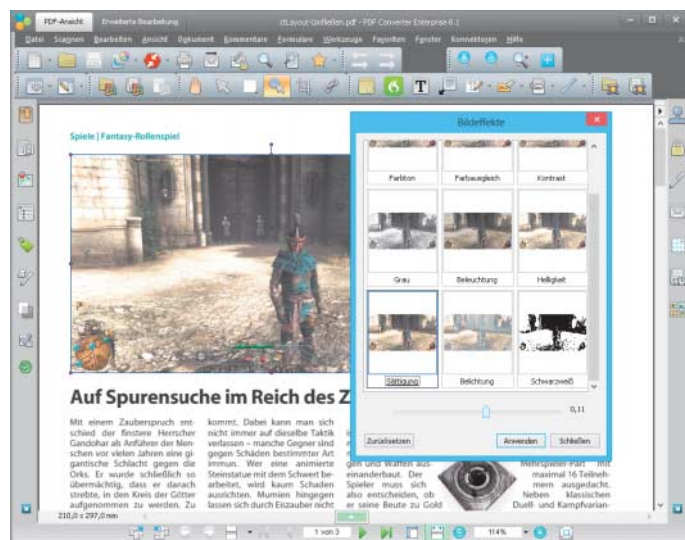 PDF-Ansicht
Erweiterte Bearbeitung
ctLayout-Umfließen.pdf - PDF Converter Enterprise 8.1
Datei Scannen Bearbeiten Ansicht Dokument Kommentare Formulare Werkzeuge Favoriten Fenster Konnektoren Hilfe
Spiele | Fantasy-Rollenspiel
Bildeffekte
Farbton
Farbausgleich
Kontrast
Grau
Beleuchtung
Helligkeit
Sättigung
Belichtung
Schwarzweiß
0,11
Zurücksetzen
Anwenden
Schließen
Auf Spurensuche im Reich des Z
Mit einem Zauberspruch ent-
schied der finstere Herrscher
Gandohar als Anführer der Men-
schen vor vielen Jahren eine gi-
gantische Schlacht gegen die
Orks. Er wurde schließlich so
übermächtig, dass er danach
strebte, in den Kreis der Götter
aufgenommen zu werden. Zu
kommt. Dabei kann man sich
nicht immer auf dieselbe Taktik
verlassen – manche Gegner sind
gegen Schäden bestimmter Art
immun. Wer eine animierte
Steinstatue mit dem Schwert be-
arbeitet, wird kaum Schaden
ausrichten. Mumien hingegen
lassen sich durch Eiszauber nicht
gen und Waffen aus-
einanderbaut. Der
Spieler muss sich
also entscheiden, ob
er seine Beute zu Gold
Mehrspieler-Part mit
maximal 16 Teilneh-
mern ausgedacht.
Neben klassischen
Duell- und Kampfvarian-
210,0 x 297,0 mm
1 von 3
114%